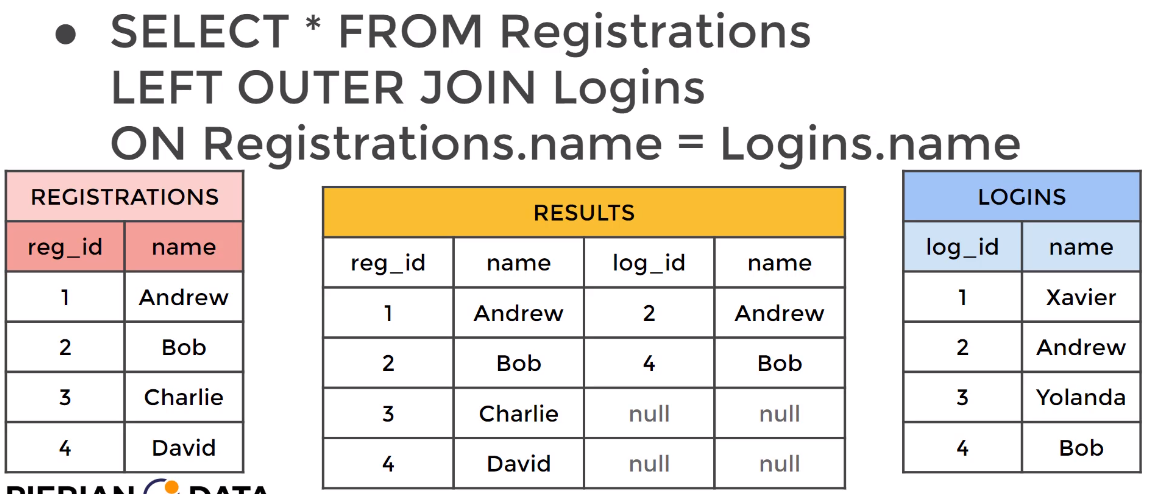 • SELECT * FROM Registrations
LEFT OUTER JOIN Logins
ON Registrations.name = Logins.name
REGISTRATIONS
reg_id name
1 Andrew
2 Bob
3 Charlie
4 David
RESULTS
reg_id name log_id name
1 Andrew 2 Andrew
2 Bob 4 Bob
3 Charlie null null
4 David null null
LOGINS
log_id name
1 Xavier
2 Andrew
3 Yolanda
4 Bob
PIERIAN DATA